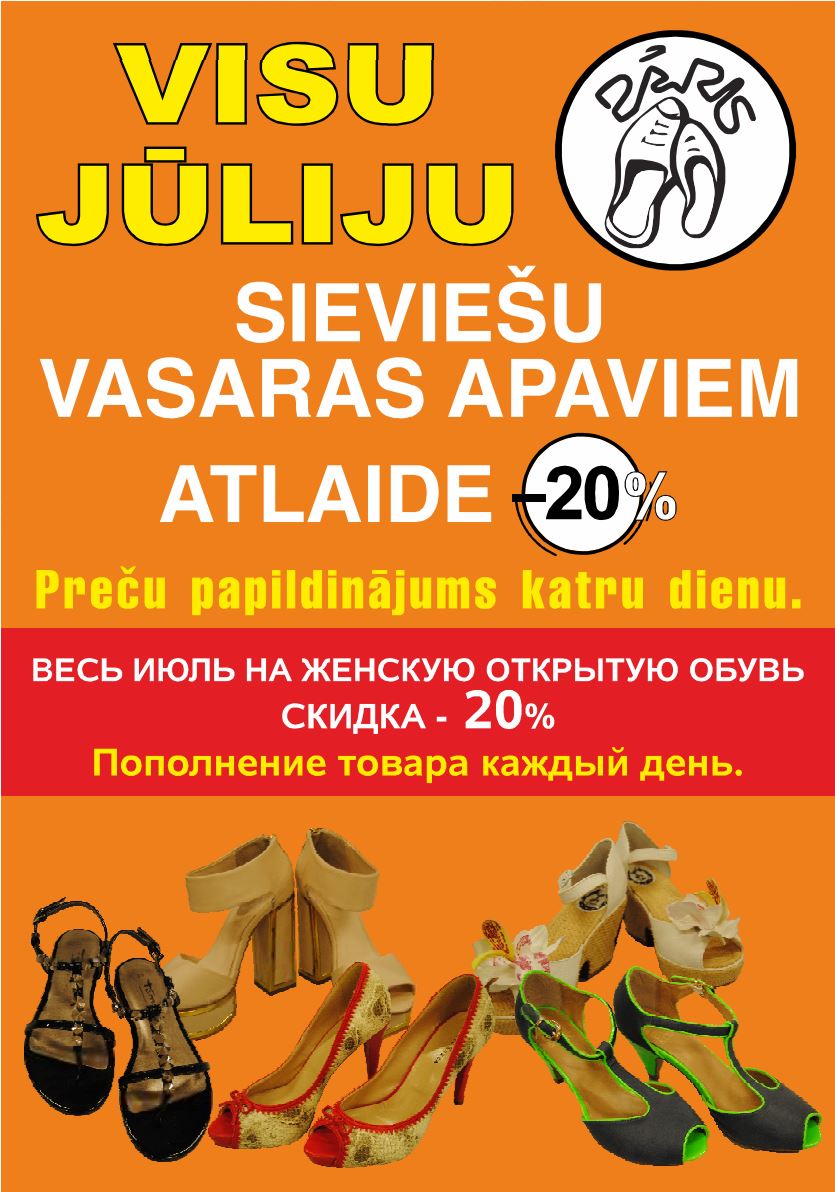 VISU
JŪLIJU
SIEVIEŠU
VASARAS APAVIEM
ATLAIDE -20%
Preču papildinājums katru dienu.
ВЕСЬ ИЮЛЬ НА ЖЕНСКУЮ ОТКРЫТУЮ ОБУВЬ
СКИДКА - 20%
Пополнение товара каждый день.